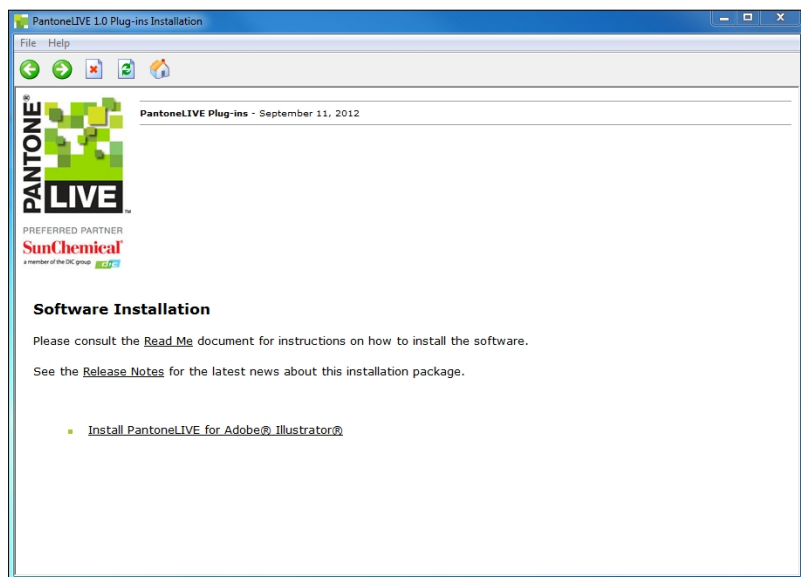 PantoneLIVE 1.0 Plug-ins Installation
File Help
PANTONE®
LIVE™
PantoneLIVE Plug-ins - September 11, 2012
PREFERRED PARTNER
SunChemical®
a member of the DIC group DIC
Software Installation
Please consult the Read Me document for instructions on how to install the software.
See the Release Notes for the latest news about this installation package.
Install PantoneLIVE for Adobe® Illustrator®